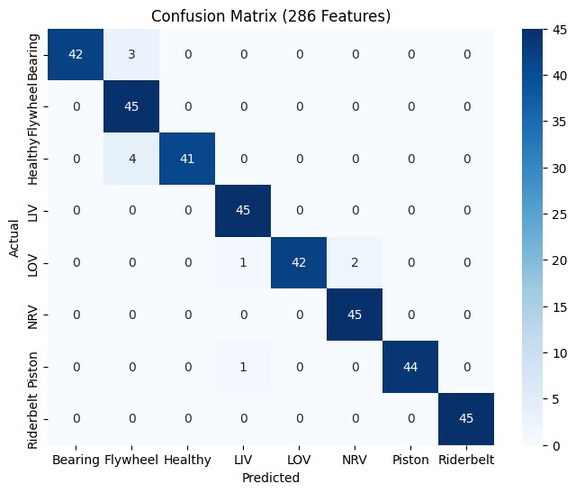 Confusion Matrix (286 Features)
Bearing 42 3 0 0 0 0 0 0
Flywheel 0 45 0 0 0 0 0 0
Healthy 0 4 41 0 0 0 0 0
LIV 0 0 0 45 0 0 0 0
LOV 0 0 0 1 42 2 0 0
NRV 0 0 0 0 0 45 0 0
Piston 0 0 0 1 0 0 44 0
Riderbelt 0 0 0 0 0 0 0 45
Bearing Flywheel Healthy LIV LOV NRV Piston Riderbelt
Predicted
Actual
45
40
35
30
25
20
15
10
5
0